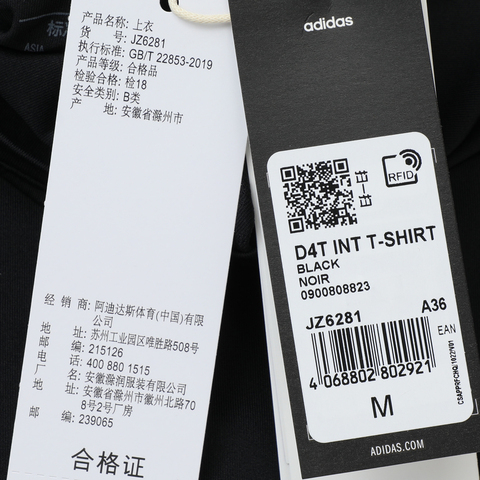 标
ASIA
产品名称: 上衣
货 号: JZ6281
执行标准: GB/T 22853-2019
产品等级: 合格品
检验合格: 检18
安全类别: B类
产 地: 安徽省滁州市
经 销 商: 阿迪达斯体育(中国)有限
公司
地 址: 苏州工业园区唯胜路508号
邮 编: 215126
电 话: 400 880 1515
厂 名: 安徽滁润服装有限公司
地 址: 安徽省滁州市徽州北路70
8号2号厂房
邮 编: 239065
合格证
adidas
RFID
D4T INT T-SHIRT
BLACK
NOIR
0900808823
JZ6281 A36
EAN
4 068802 802921
M
ADIDAS.COM